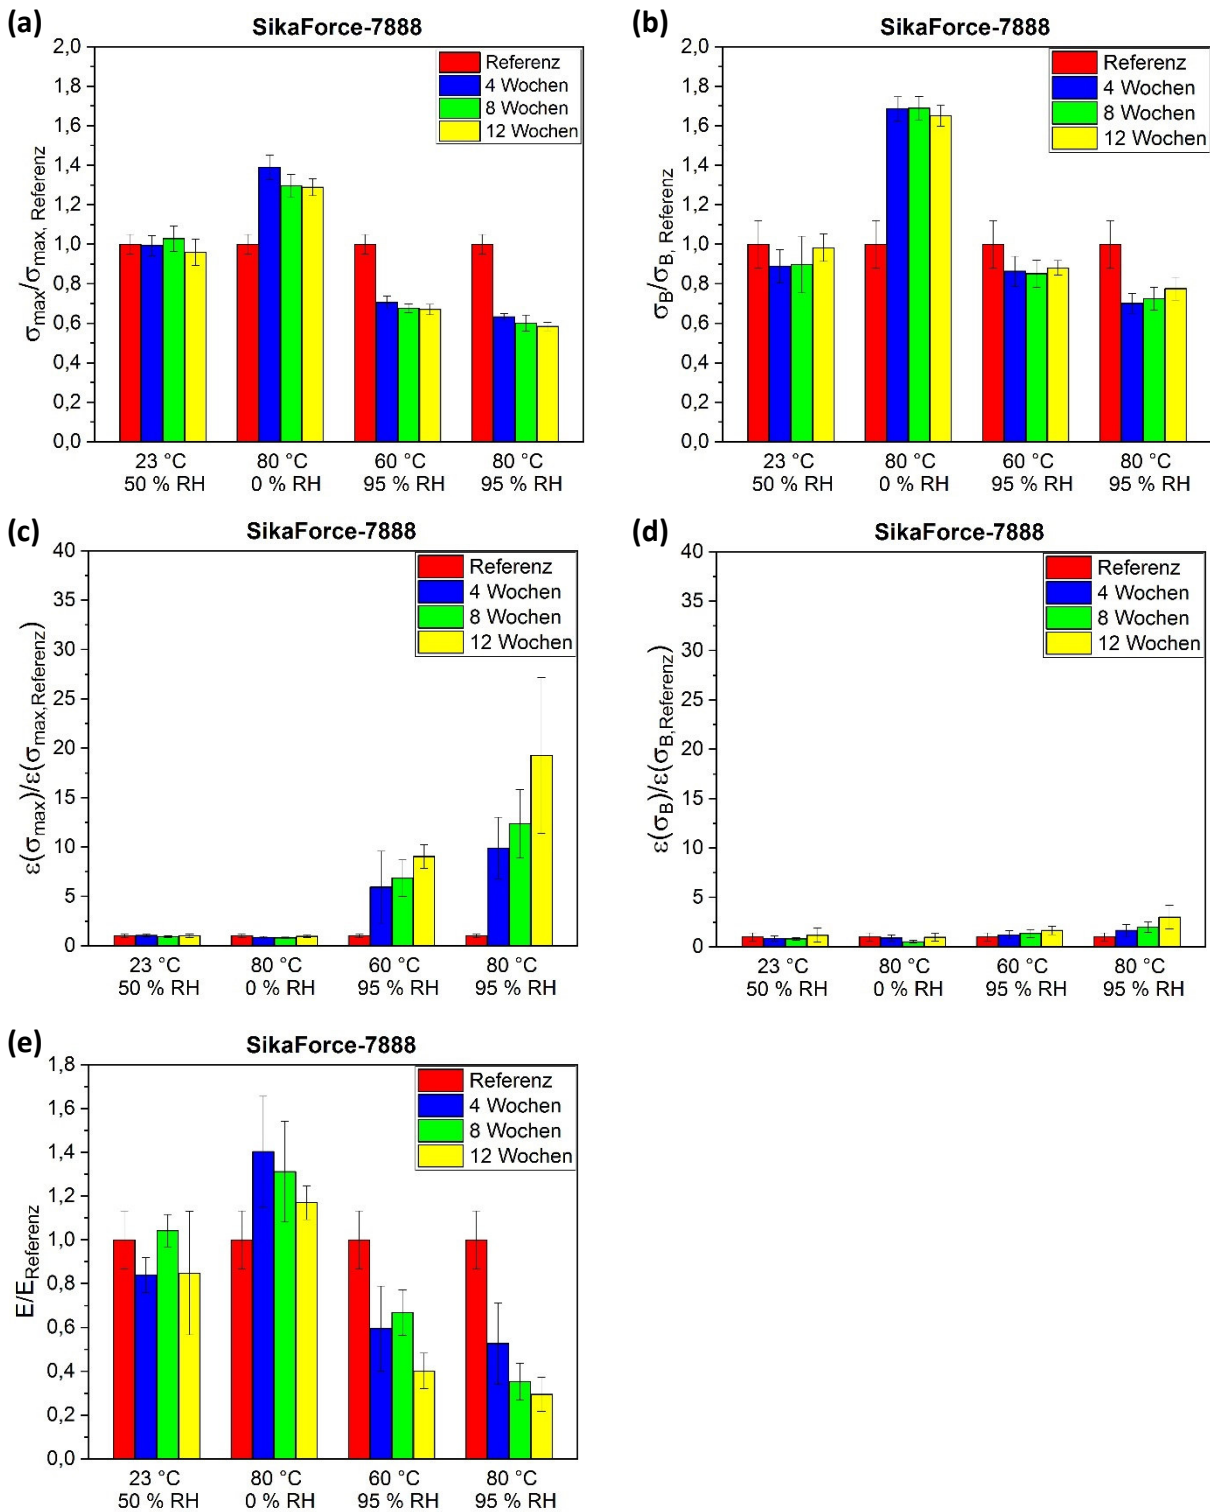 (a)
SikaForce-7888
σmax/σmax, Referenz
2,0
1,8
1,6
1,4
1,2
1,0
0,8
0,6
0,4
0,2
0,0
Referenz
4 Wochen
8 Wochen
12 Wochen
23 °C 80 °C 60 °C 80 °C
50 % RH 0 % RH 95 % RH 95 % RH
(b)
SikaForce-7888
σB/σB, Referenz
2,0
1,8
1,6
1,4
1,2
1,0
0,8
0,6
0,4
0,2
0,0
Referenz
4 Wochen
8 Wochen
12 Wochen
23 °C 80 °C 60 °C 80 °C
50 % RH 0 % RH 95 % RH 95 % RH
(c)
SikaForce-7888
ε(σmax)/ε(σmax,Referenz)
40
35
30
25
20
15
10
5
0
Referenz
4 Wochen
8 Wochen
12 Wochen
23 °C 80 °C 60 °C 80 °C
50 % RH 0 % RH 95 % RH 95 % RH
(d)
SikaForce-7888
ε(σB)/ε(σB,Referenz)
40
35
30
25
20
15
10
5
0
Referenz
4 Wochen
8 Wochen
12 Wochen
23 °C 80 °C 60 °C 80 °C
50 % RH 0 % RH 95 % RH 95 % RH
(e)
SikaForce-7888
E/EReferenz
1,8
1,6
1,4
1,2
1,0
0,8
0,6
0,4
0,2
0,0
Referenz
4 Wochen
8 Wochen
12 Wochen
23 °C 80 °C 60 °C 80 °C
50 % RH 0 % RH 95 % RH 95 % RH